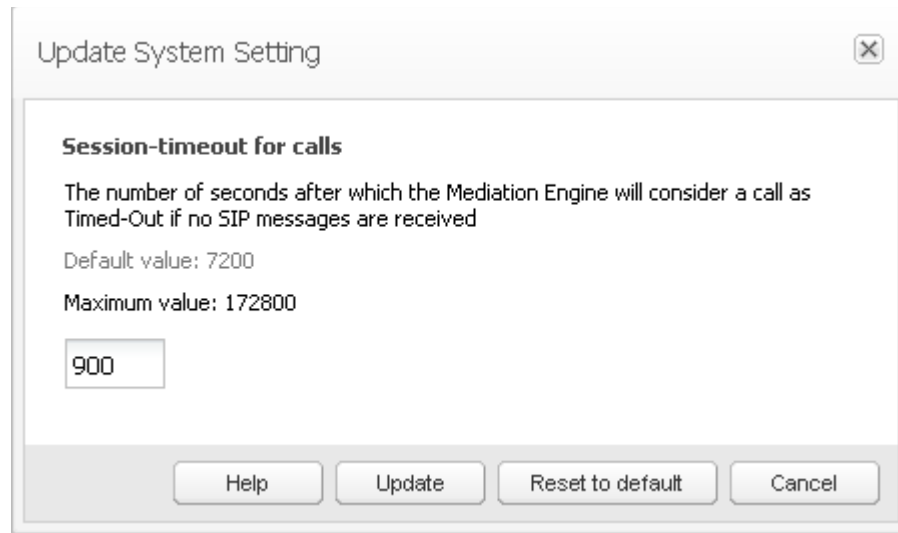 Update System Setting
Session-timeout for calls
The number of seconds after which the Mediation Engine will consider a call as
Timed-Out if no SIP messages are received
Default value: 7200
Maximum value: 172800
900
Help Update Reset to default Cancel